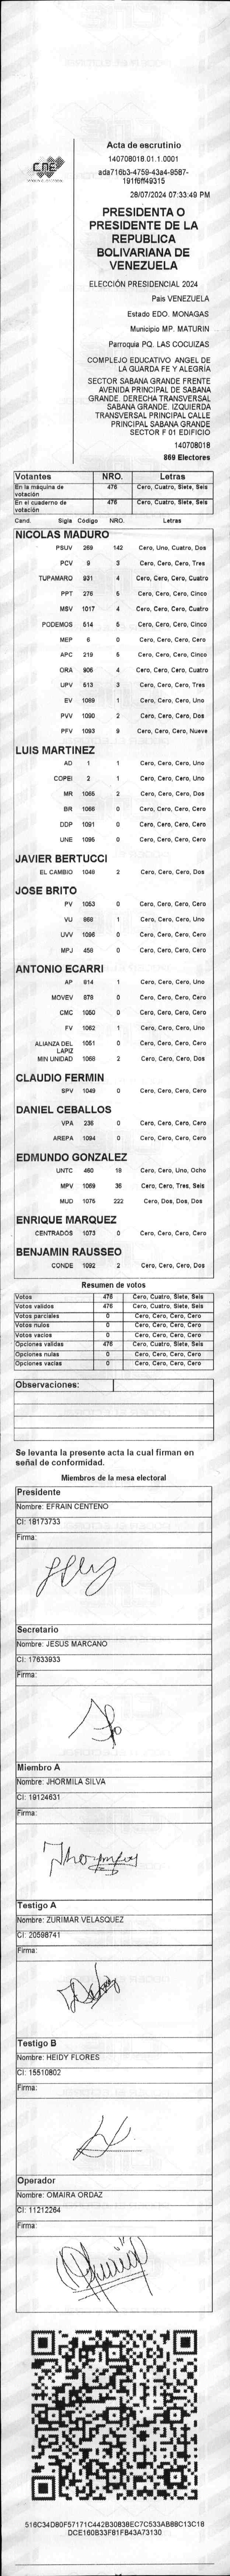 CNE
Acta de escrutinio
140708018.01.1.0001
ada716b3-4759-43a4-9587-
191f6ff49315
28/07/2024 07:33:49 PM
PRESIDENTA O
PRESIDENTE DE LA
REPUBLICA
BOLIVARIANA DE
VENEZUELA
ELECCIÓN PRESIDENCIAL 2024
Pais VENEZUELA
Estado EDO. MONAGAS
Municipio MP. MATURIN
Parroquia PQ. LAS COCUIZAS
COMPLEJO EDUCATIVO ANGEL DE
LA GUARDA FE Y ALEGRÍA
SECTOR SABANA GRANDE FRENTE
AVENIDA PRINCIPAL DE SABANA
GRANDE. DERECHA TRANSVERSAL
SABANA GRANDE. IZQUIERDA
TRANSVERSAL PRINCIPAL CALLE
PRINCIPAL SABANA GRANDE
SECTOR F 01 EDIFICIO
140708018
869 Electores
Votantes NRO. Letras
En la máquina de votación 476 Cero, Cuatro, Siete, Seis
En el cuaderno de votación 476 Cero, Cuatro, Siete, Seis
Cand. Sigla Código NRO. Letras
NICOLAS MADURO
PSUV 269 142 Cero, Uno, Cuatro, Dos
PCV 9 3 Cero, Cero, Cero, Tres
TUPAMARO 931 4 Cero, Cero, Cero, Cuatro
PPT 276 5 Cero, Cero, Cero, Cinco
MSV 1017 4 Cero, Cero, Cero, Cuatro
PODEMOS 514 5 Cero, Cero, Cero, Cinco
MEP 6 0 Cero, Cero, Cero, Cero
APC 219 5 Cero, Cero, Cero, Cinco
ORA 906 4 Cero, Cero, Cero, Cuatro
UPV 513 3 Cero, Cero, Cero, Tres
EV 1089 1 Cero, Cero, Cero, Uno
PVV 1090 2 Cero, Cero, Cero, Dos
PFV 1093 9 Cero, Cero, Cero, Nueve
LUIS MARTINEZ
AD 1 1 Cero, Cero, Cero, Uno
COPEI 2 1 Cero, Cero, Cero, Uno
MR 1065 2 Cero, Cero, Cero, Dos
BR 1066 0 Cero, Cero, Cero, Cero
DDP 1091 0 Cero, Cero, Cero, Cero
UNE 1095 0 Cero, Cero, Cero, Cero
JAVIER BERTUCCI
EL CAMBIO 1048 2 Cero, Cero, Cero, Dos
JOSE BRITO
PV 1053 0 Cero, Cero, Cero, Cero
VU 868 1 Cero, Cero, Cero, Uno
UVV 1096 0 Cero, Cero, Cero, Cero
MPJ 458 0 Cero, Cero, Cero, Cero
ANTONIO ECARRI
AP 814 1 Cero, Cero, Cero, Uno
MOVEV 878 0 Cero, Cero, Cero, Cero
CMC 1050 0 Cero, Cero, Cero, Cero
FV 1062 1 Cero, Cero, Cero, Uno
ALIANZA DEL LAPIZ 1051 0 Cero, Cero, Cero, Cero
MIN UNIDAD 1068 2 Cero, Cero, Cero, Dos
CLAUDIO FERMIN
SPV 1049 0 Cero, Cero, Cero, Cero
DANIEL CEBALLOS
VPA 236 0 Cero, Cero, Cero, Cero
AREPA 1094 0 Cero, Cero, Cero, Cero
EDMUNDO GONZALEZ
UNTC 460 18 Cero, Cero, Uno, Ocho
MPV 1069 36 Cero, Cero, Tres, Seis
MUD 1075 222 Cero, Dos, Dos, Dos
ENRIQUE MARQUEZ
CENTRADOS 1073 0 Cero, Cero, Cero, Cero
BENJAMIN RAUSSEO
CONDE 1092 2 Cero, Cero, Cero, Dos
Resumen de votos
Votos 476 Cero, Cuatro, Siete, Seis
Votos validos 476 Cero, Cuatro, Siete, Seis
Votos parciales 0 Cero, Cero, Cero, Cero
Votos nulos 0 Cero, Cero, Cero, Cero
Votos vacios 0 Cero, Cero, Cero, Cero
Opciones validas 476 Cero, Cuatro, Siete, Seis
Opciones nulas 0 Cero, Cero, Cero, Cero
Opciones vacias 0 Cero, Cero, Cero, Cero
Observaciones:
Se levanta la presente acta la cual firman en
señal de conformidad.
Miembros de la mesa electoral
Presidente
Nombre: EFRAIN CENTENO
CI: 18173733
Firma:
Secretario
Nombre: JESUS MARCANO
CI: 17633933
Firma:
Miembro A
Nombre: JHORMILA SILVA
CI: 19124631
Firma:
Testigo A
Nombre: ZURIMAR VELASQUEZ
CI: 20598741
Firma:
Testigo B
Nombre: HEIDY FLORES
CI: 15510802
Firma:
Operador
Nombre: OMAIRA ORDAZ
CI: 11212264
Firma:
516C34D80F57171C442B30838EC7C533AB88C13C18
DCE160B33F81FB43A73130